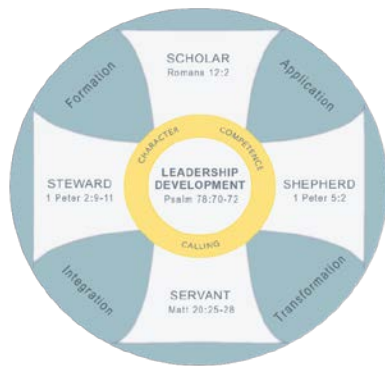 SCHOLAR
Romans 12:2
Formation
Application
CHARACTER
COMPETENCE
STEWARD
1 Peter 2:9-11
LEADERSHIP
DEVELOPMENT
Psalm 78:70-72
SHEPHERD
1 Peter 5:2
CALLING
Integration
SERVANT
Matt 20:25-28
Transformation